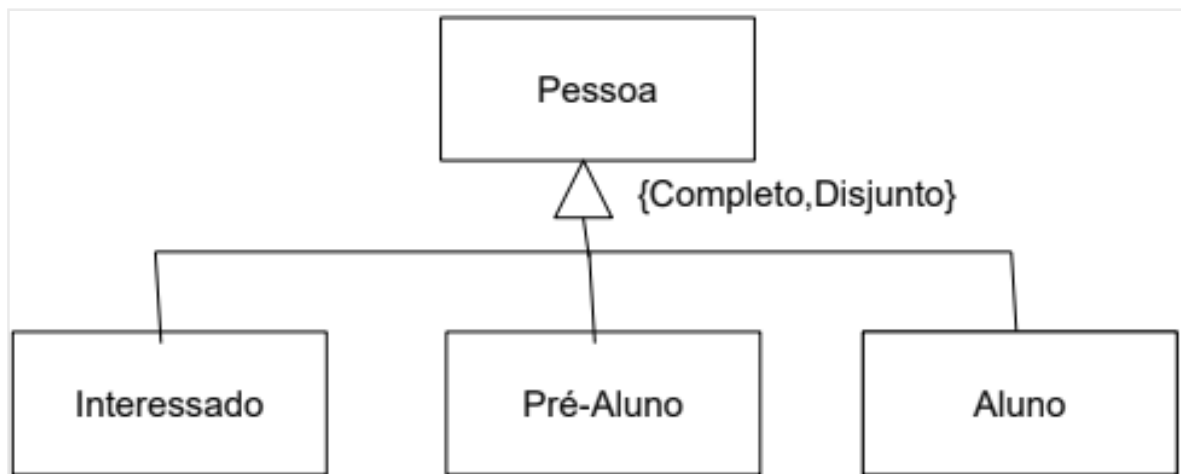 Pessoa
{Completo,Disjunto}
Interessado
Pré-Aluno
Aluno